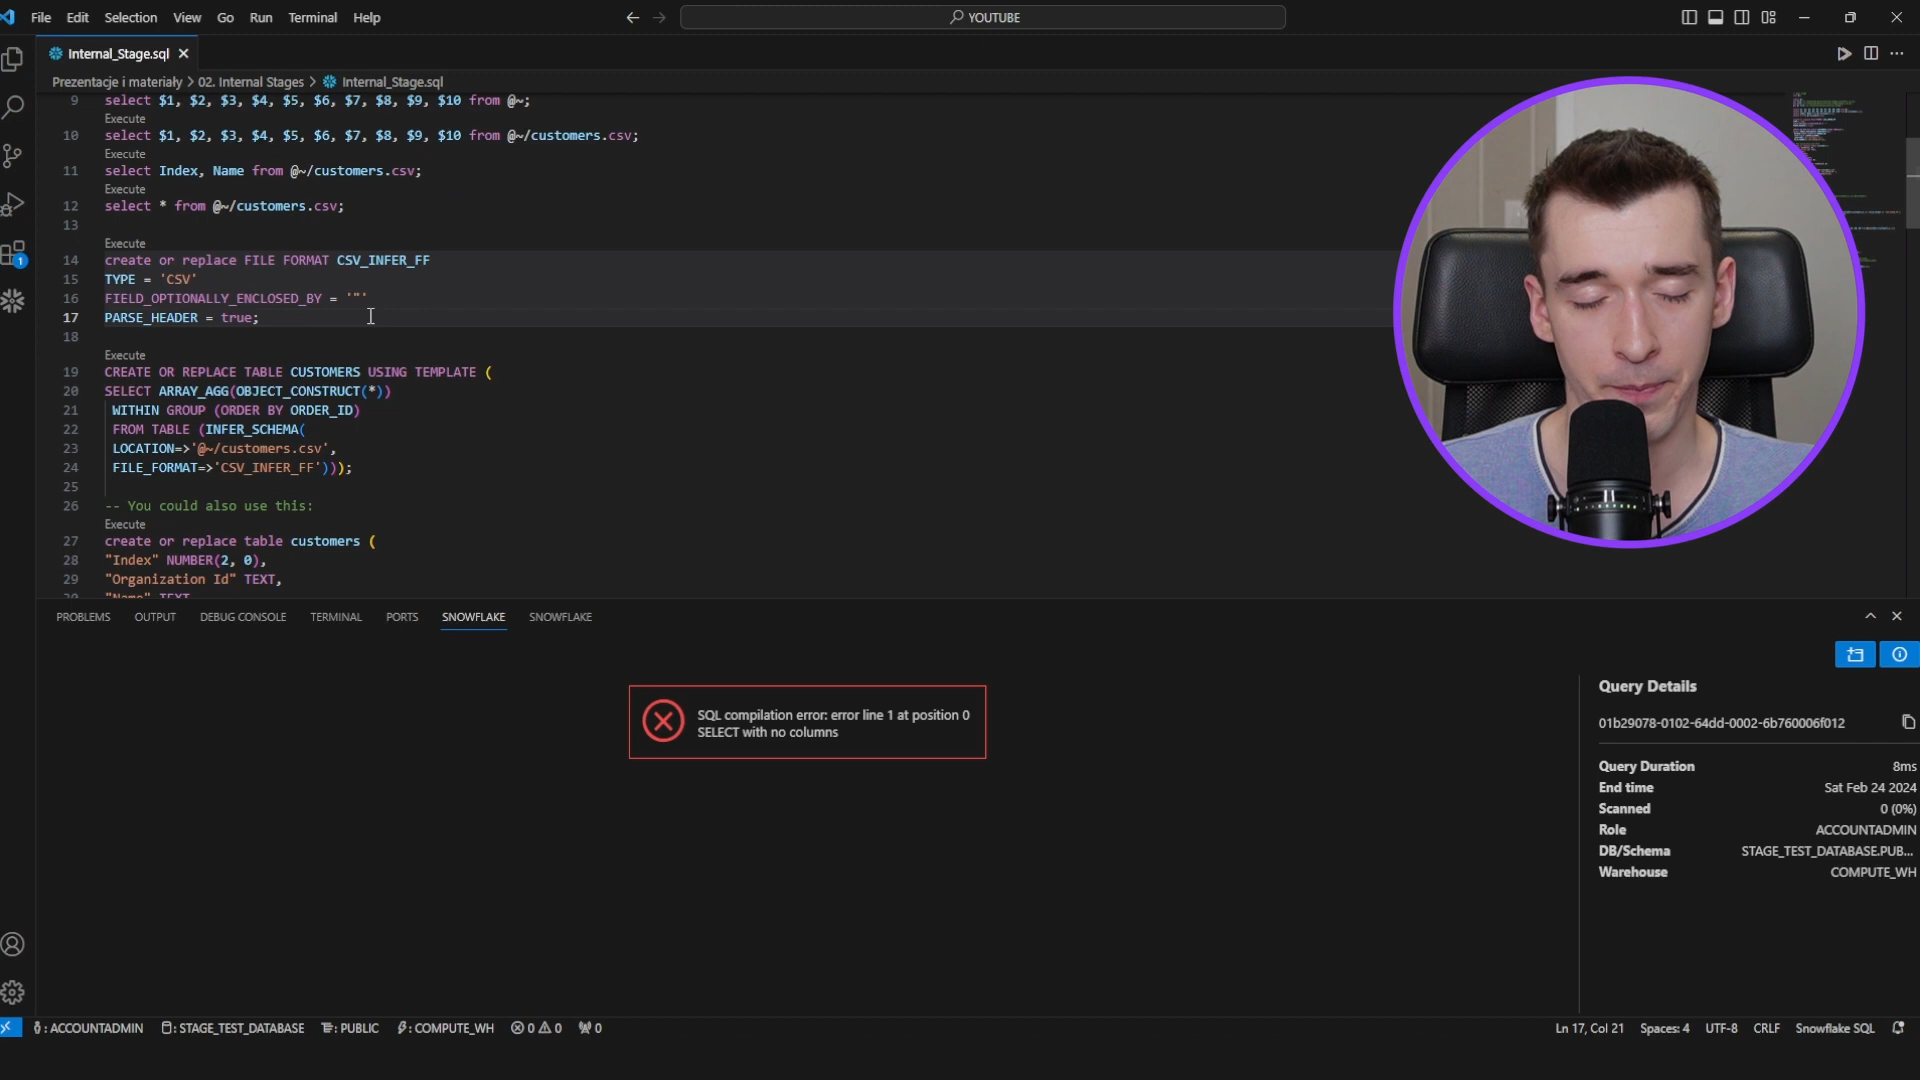 File Edit Selection View Go Run Terminal Help
YOUTUBE
Internal_Stage.sql
Prezentacje i materiały > 02. Internal Stages > Internal_Stage.sql
9 select $1, $2, $3, $4, $5, $6, $7, $8, $9, $10 from @~;
Execute
10 select $1, $2, $3, $4, $5, $6, $7, $8, $9, $10 from @~/customers.csv;
Execute
11 select Index, Name from @~/customers.csv;
Execute
12 select * from @~/customers.csv;
13
Execute
14 create or replace FILE FORMAT CSV_INFER_FF
15 TYPE = 'CSV'
16 FIELD_OPTIONALLY_ENCLOSED_BY = '"'
17 PARSE_HEADER = true;
18
Execute
19 CREATE OR REPLACE TABLE CUSTOMERS USING TEMPLATE (
20 SELECT ARRAY_AGG(OBJECT_CONSTRUCT(*))
21 WITHIN GROUP (ORDER BY ORDER_ID)
22 FROM TABLE (INFER_SCHEMA(
23 LOCATION=>'@~/customers.csv',
24 FILE_FORMAT=>'CSV_INFER_FF')));
25
26 -- You could also use this:
Execute
27 create or replace table customers (
28 "Index" NUMBER(2, 0),
29 "Organization Id" TEXT,
30 "Name" TEXT
1
PROBLEMS OUTPUT DEBUG CONSOLE TERMINAL PORTS SNOWFLAKE SNOWFLAKE
SQL compilation error: error line 1 at position 0
SELECT with no columns
Query Details
01b29078-0102-64dd-0002-6b760006f012
Query Duration 8ms
End time Sat Feb 24 2024
Scanned 0 (0%)
Role ACCOUNTADMIN
DB/Schema STAGE_TEST_DATABASE.PUB...
Warehouse COMPUTE_WH
: ACCOUNTADMIN : STAGE_TEST_DATABASE : PUBLIC : COMPUTE_WH 0 0 0 Ln 17, Col 21 Spaces: 4 UTF-8 CRLF Snowflake SQL